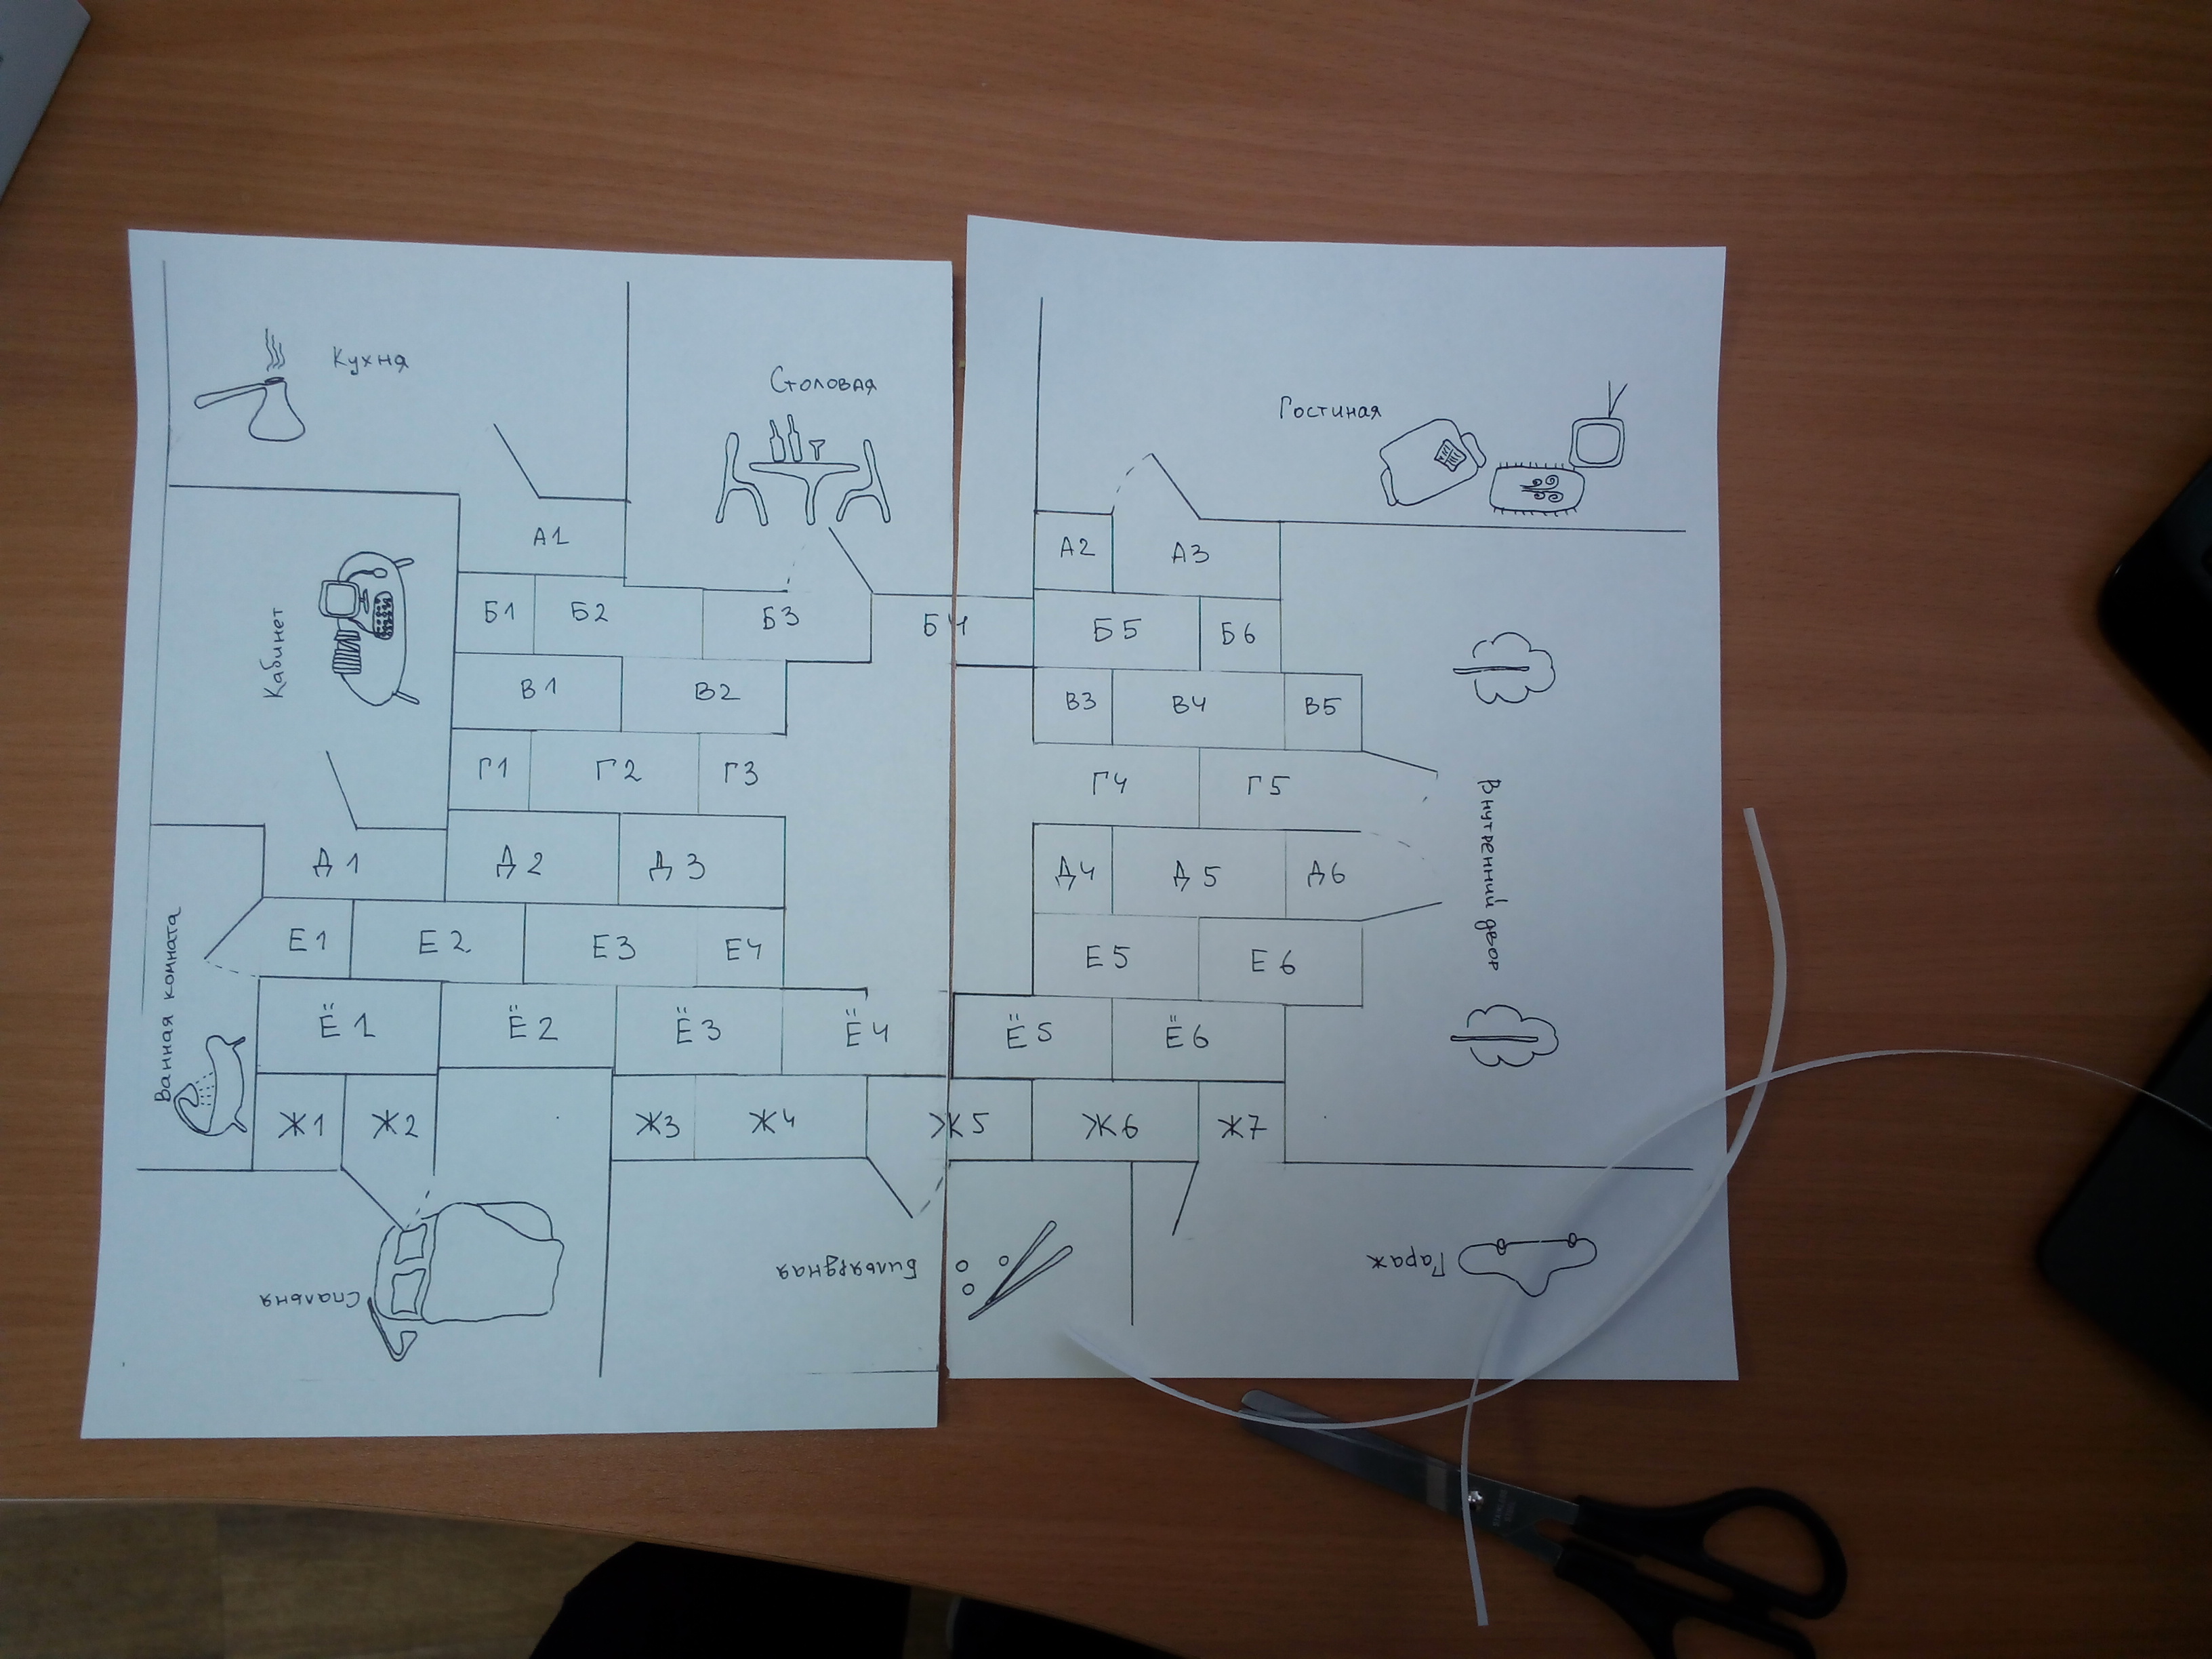 Кухня
Столовая
Гостиная
А1
А2
А3
Б1
Б2
Б3
Б4
Б5
Б6
Кабинет
В1
В2
В3
В4
В5
Г1
Г2
Г3
Г4
Г5
Внутренний двор
Д1
Д2
Д3
Д4
Д5
Д6
Е1
Е2
Е3
Е4
Е5
Е6
Ванная комната
Ё1
Ё2
Ё3
Ё4
Ё5
Ё6
Ж1
Ж2
Ж3
Ж4
Ж5
Ж6
Ж7
Спальня
Бильярдная
Гараж